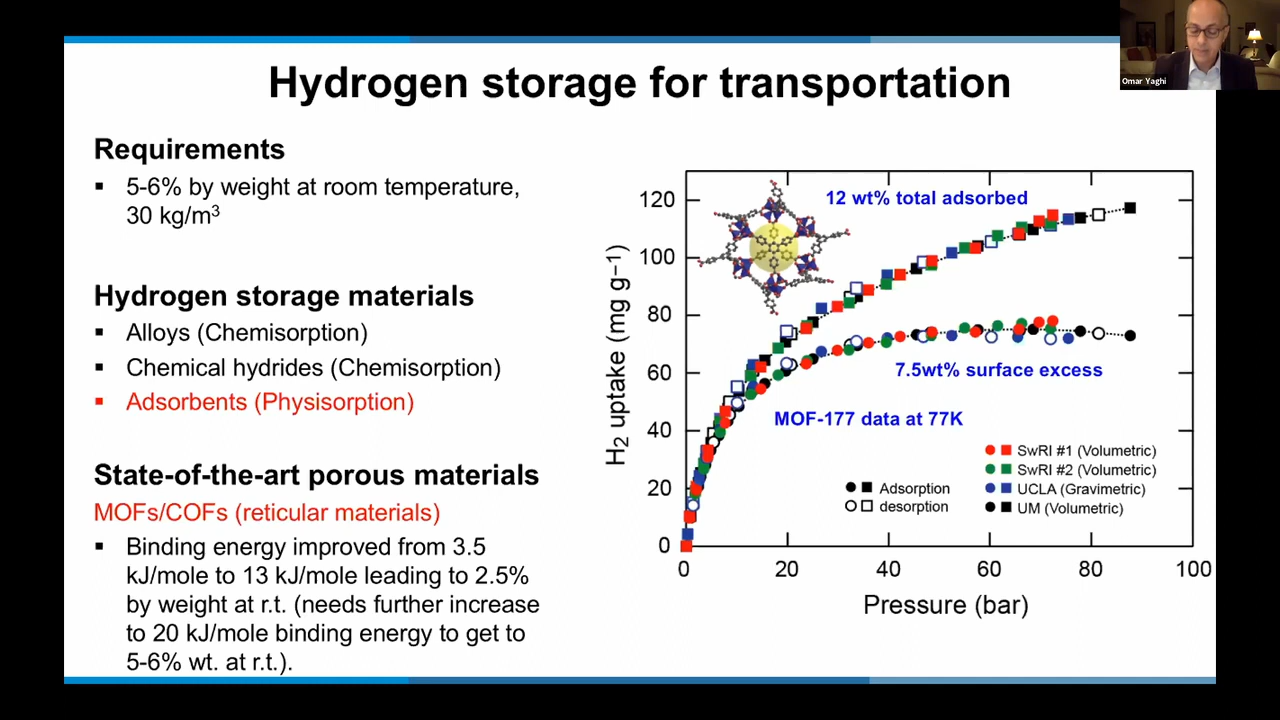 Omar Yaghi
Hydrogen storage for transportation
Requirements
▪ 5-6% by weight at room temperature,
30 kg/m³
Hydrogen storage materials
▪ Alloys (Chemisorption)
▪ Chemical hydrides (Chemisorption)
▪ Adsorbents (Physisorption)
State-of-the-art porous materials
MOFs/COFs (reticular materials)
▪ Binding energy improved from 3.5
kJ/mole to 13 kJ/mole leading to 2.5%
by weight at r.t. (needs further increase
to 20 kJ/mole binding energy to get to
5-6% wt. at r.t.).
H₂ uptake (mg g⁻¹)
120
100
80
60
40
20
0
12 wt% total adsorbed
7.5wt% surface excess
MOF-177 data at 77K
Adsorption
desorption
SwRI #1 (Volumetric)
SwRI #2 (Volumetric)
UCLA (Gravimetric)
UM (Volumetric)
0 20 40 60 80 100
Pressure (bar)